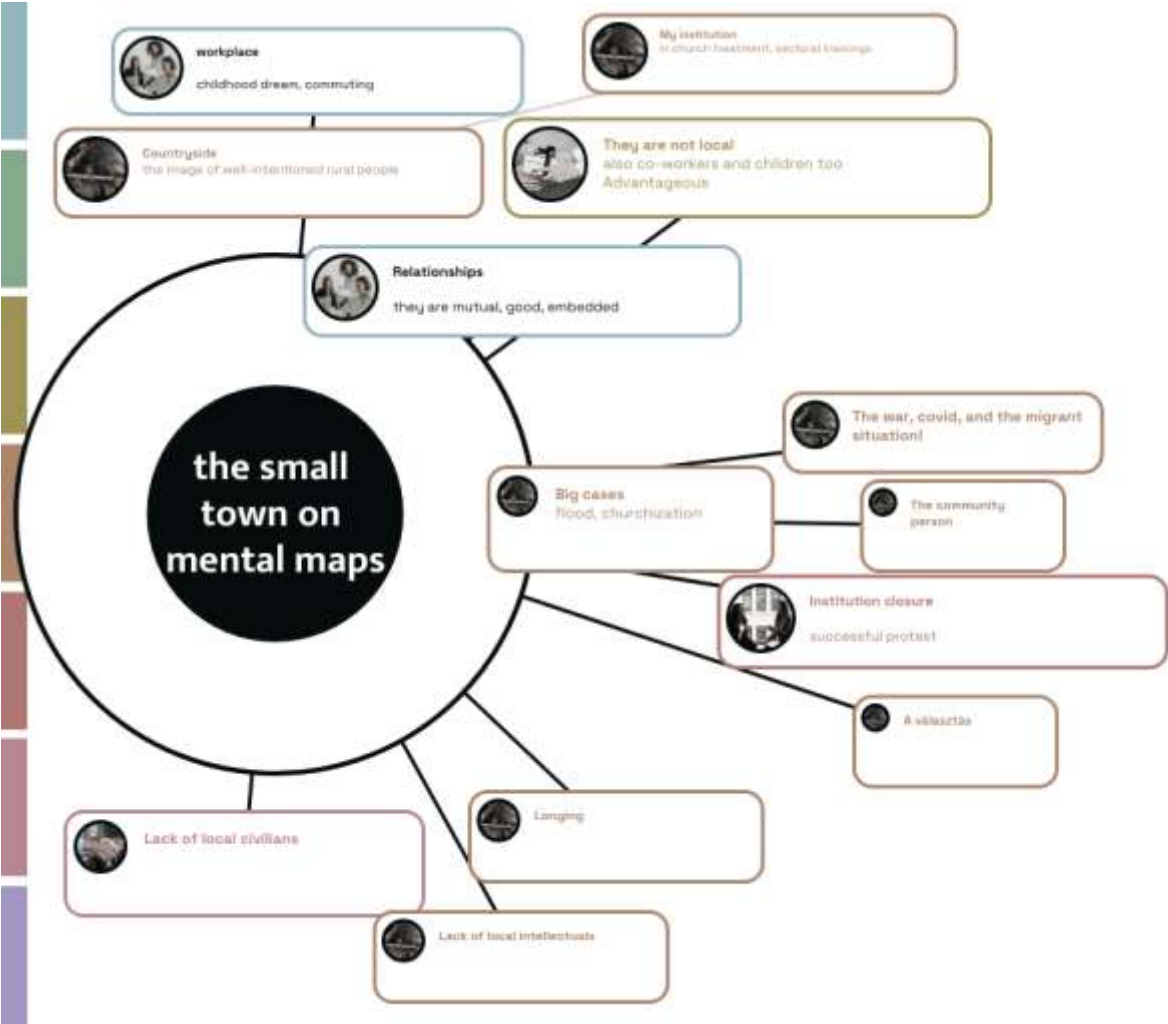 workplace
childhood dream, commuting
My institution
in church treatment, sectoral trainings
Countryside
the image of well-intentioned rural people
They are not local
also co-workers and children too
Advantageous
Relationships
they are mutual, good, embedded
the small
town on
mental maps
The war, covid, and the migrant
situation!
Big cases
flood, churchization
The community
person
Institution closure
successful protest
A választás
Longing
Lack of local civilians
Lack of local intellectuals